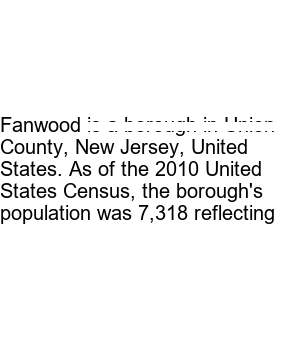 Fanwood is a borough in Union
County, New Jersey, United
States. As of the 2010 United
States Census, the borough's
population was 7,318 reflecting